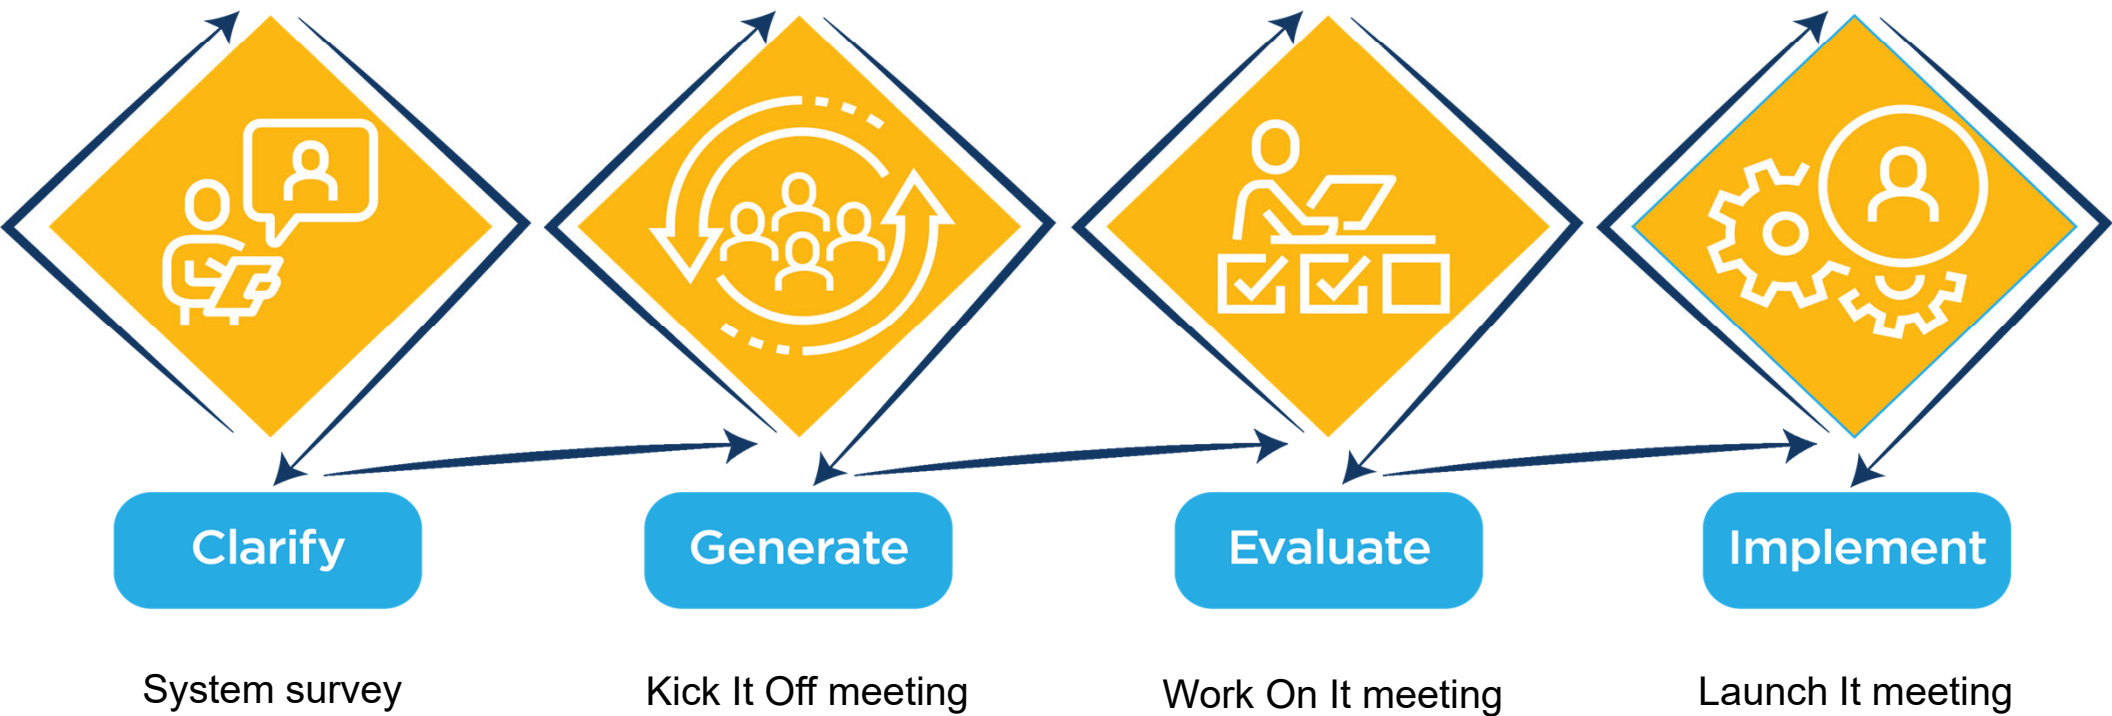 Clarify
Generate
Evaluate
Implement
System survey
Kick It Off meeting
Work On It meeting
Launch It meeting